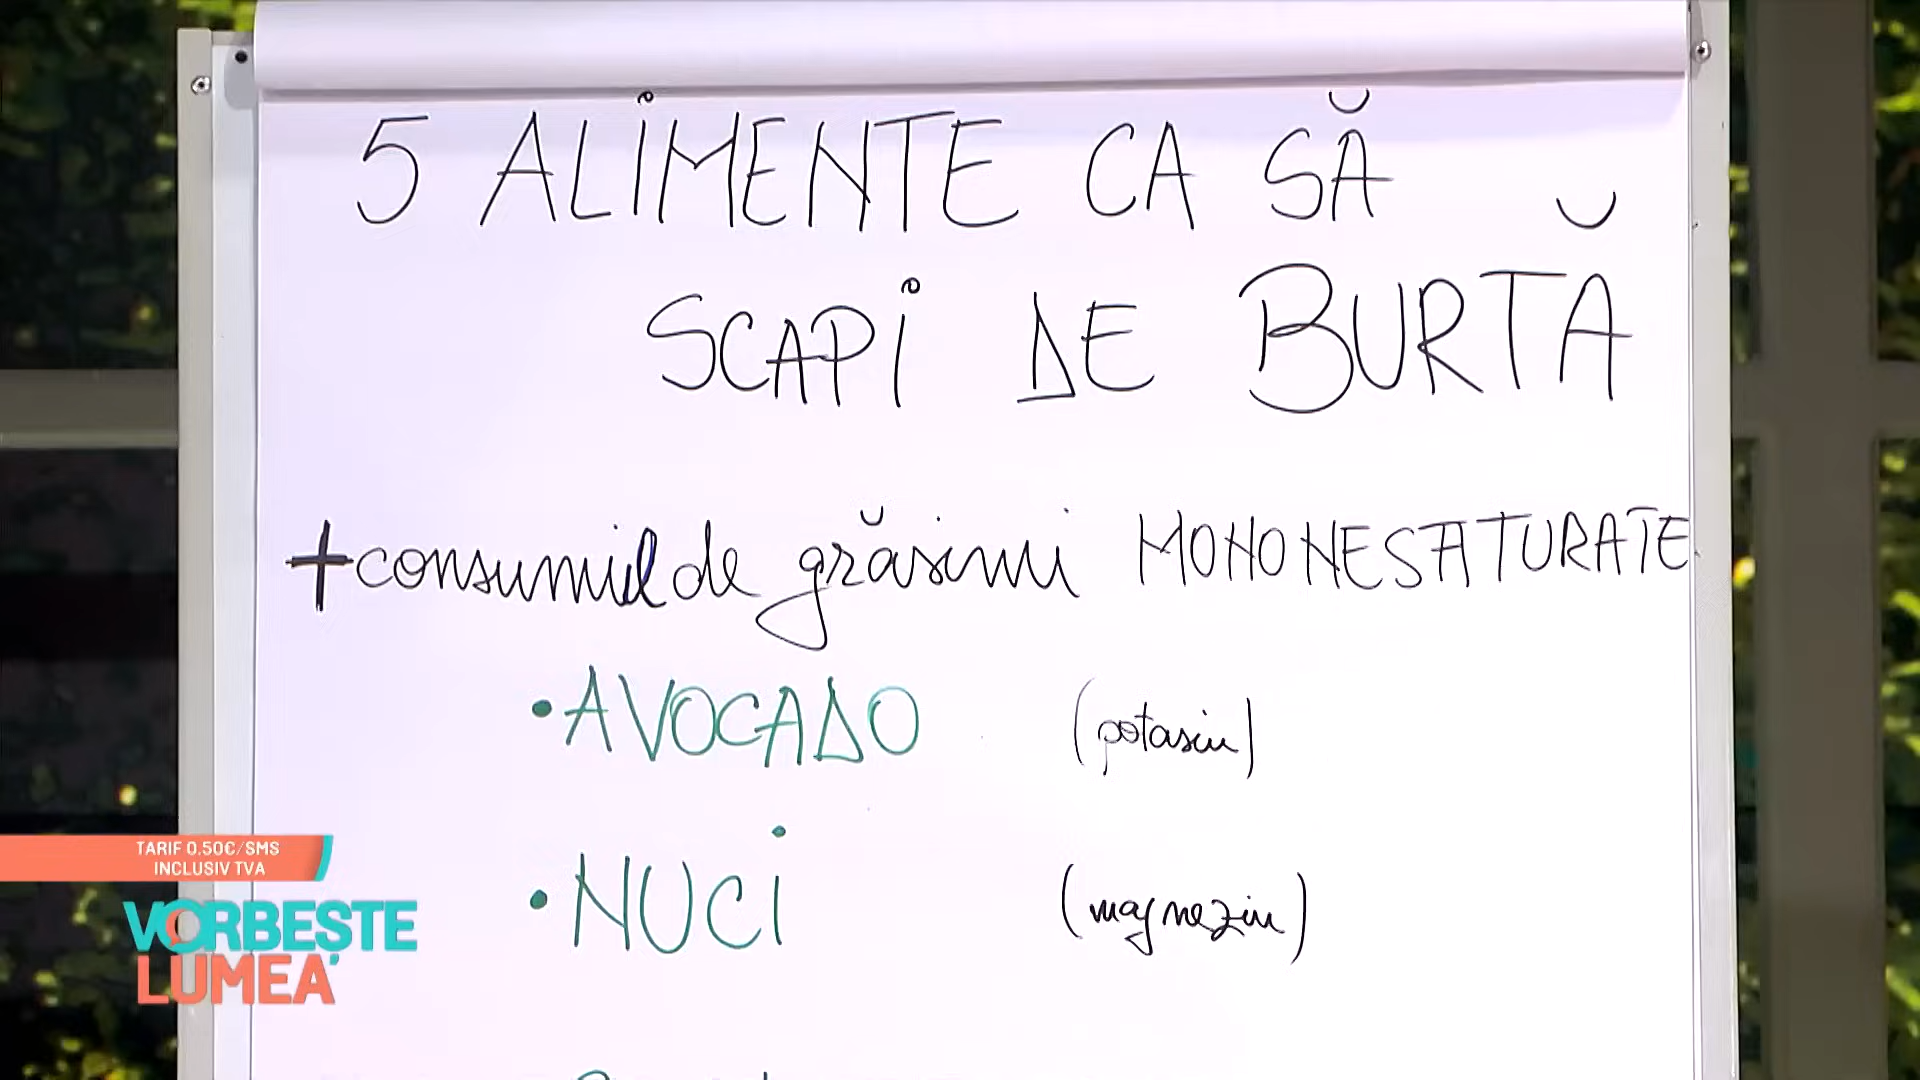 5 ALIMENTE CA SĂ
SCAPI DE BURTĂ
+ consumul de grăsimi MONONESATURATE
• AVOCADO (potasiu)
• NUCI (magneziu)
TARIF 0.50€/SMS
INCLUSIV TVA
VORBEȘTE
LUMEA